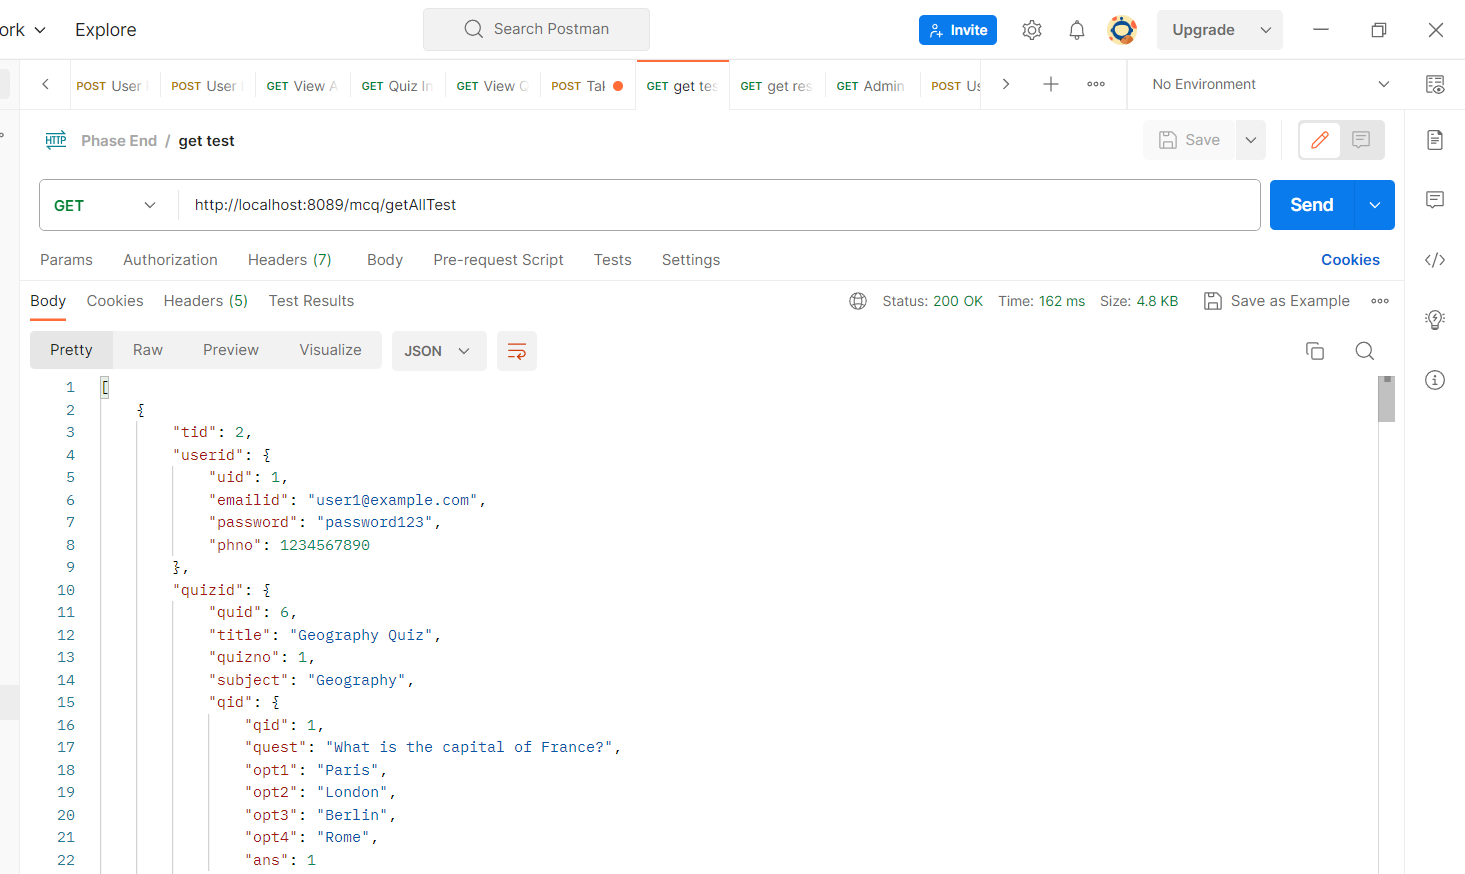 ork Explore Search Postman Invite Upgrade
POST User POST User GET View A GET Quiz In GET View Q POST Tak GET get tes GET get res GET Admin POST Us No Environment
HTTP Phase End / get test Save
GET http://localhost:8089/mcq/getAllTest Send
Params Authorization Headers (7) Body Pre-request Script Tests Settings Cookies
Body Cookies Headers (5) Test Results Status: 200 OK Time: 162 ms Size: 4.8 KB Save as Example
Pretty Raw Preview Visualize JSON
1 [
2 {
3 "tid": 2,
4 "userid": {
5 "uid": 1,
6 "emailid": "user1@example.com",
7 "password": "password123",
8 "phno": 1234567890
9 },
10 "quizid": {
11 "quid": 6,
12 "title": "Geography Quiz",
13 "quizno": 1,
14 "subject": "Geography",
15 "qid": {
16 "qid": 1,
17 "quest": "What is the capital of France?",
18 "opt1": "Paris",
19 "opt2": "London",
20 "opt3": "Berlin",
21 "opt4": "Rome",
22 "ans": 1